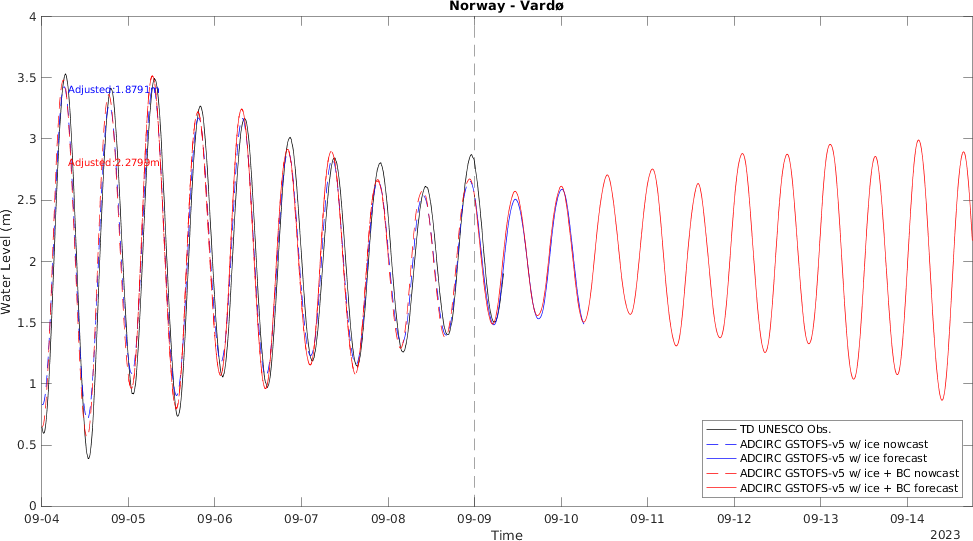 Norway - Vardø
4
3.5
3
2.5
2
1.5
1
0.5
0
Water Level (m)
Adjusted:1.8791m
Adjusted:2.2799m
TD UNESCO Obs.
ADCIRC GSTOFS-v5 w/ ice nowcast
ADCIRC GSTOFS-v5 w/ ice forecast
ADCIRC GSTOFS-v5 w/ ice + BC nowcast
ADCIRC GSTOFS-v5 w/ ice + BC forecast
09-04 09-05 09-06 09-07 09-08 09-09 09-10 09-11 09-12 09-13 09-14
Time
2023